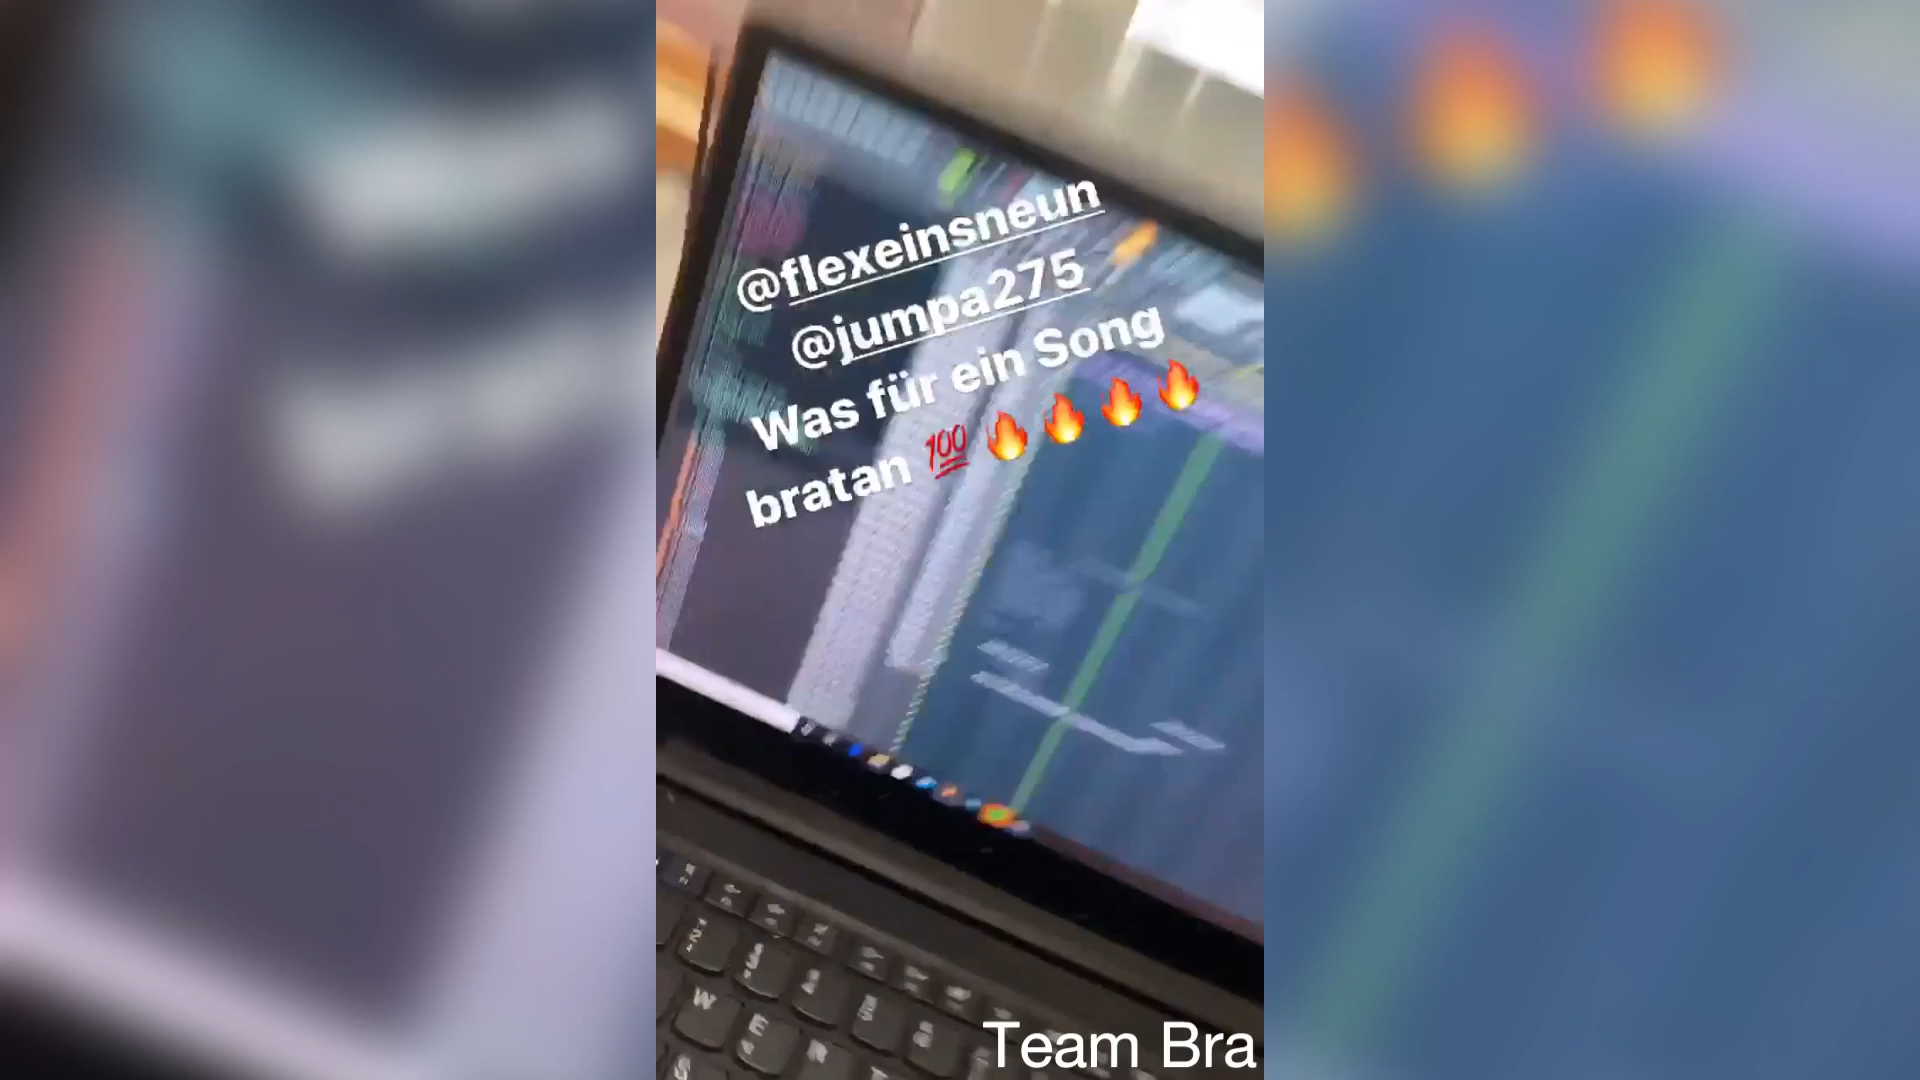 @flexeinsneun
@jumpa275
Was für ein Song
bratan 💯🔥🔥🔥🔥
W
E
R
S
Team Bra